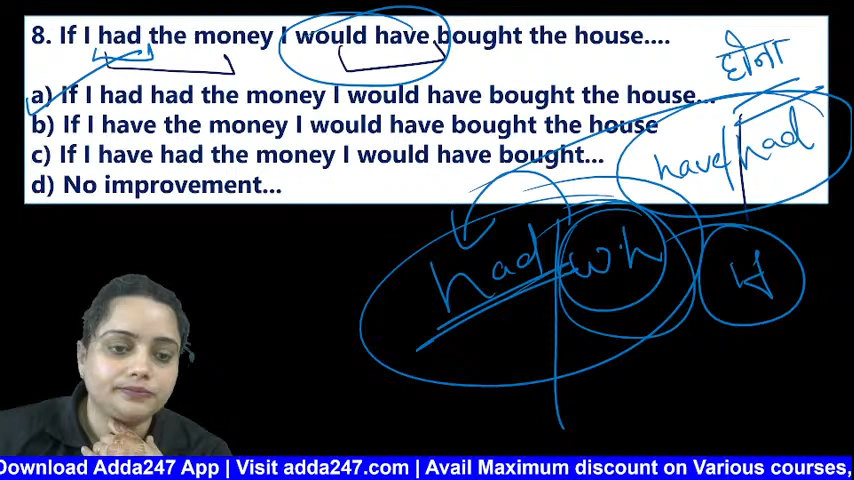 8. If I had the money I would have bought the house....
होना
a) If I had had the money I would have bought the house...
b) If I have the money I would have bought the house
c) If I have had the money I would have bought...
have/had
d) No improvement...
had w.h
Download Adda247 App | Visit adda247.com | Avail Maximum discount on Various courses,